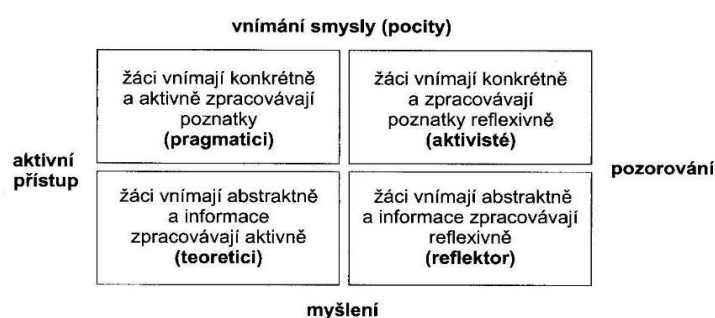 vnímání smysly (pocity)
žáci vnímají konkrétně
a aktivně zpracovávají
poznatky
(pragmatici)
žáci vnímají konkrétně
a zpracovávají
poznatky reflexivně
(aktivisté)
aktivní
přístup
pozorování
žáci vnímají abstraktně
a informace
zpracovávají aktivně
(teoretici)
žáci vnímají abstraktně
a informace zpracovávají
reflexivně
(reflektor)
myšlení